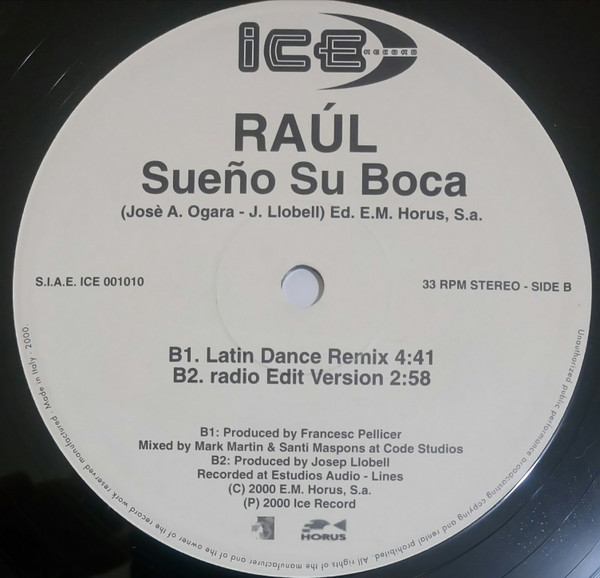 iCE RECORD
RAÚL
Sueño Su Boca
(Josè A. Ogara - J. Llobell) Ed. E.M. Horus, S.a.
S.I.A.E. ICE 001010
33 RPM STEREO - SIDE B
B1. Latin Dance Remix 4:41
B2. radio Edit Version 2:58
B1: Produced by Francesc Pellicer
Mixed by Mark Martin & Santi Maspons at Code Studios
B2: Produced by Josep Llobell
Recorded at Estudios Audio - Lines
(C) 2000 E.M. Horus, S.a.
(P) 2000 Ice Record
HORUS
Unauthorized public performance broadcasting copying and rental prohibited. All rights of the manufacturer and of the owner of the record work reserved manufactured. Made in Italy · 2000.